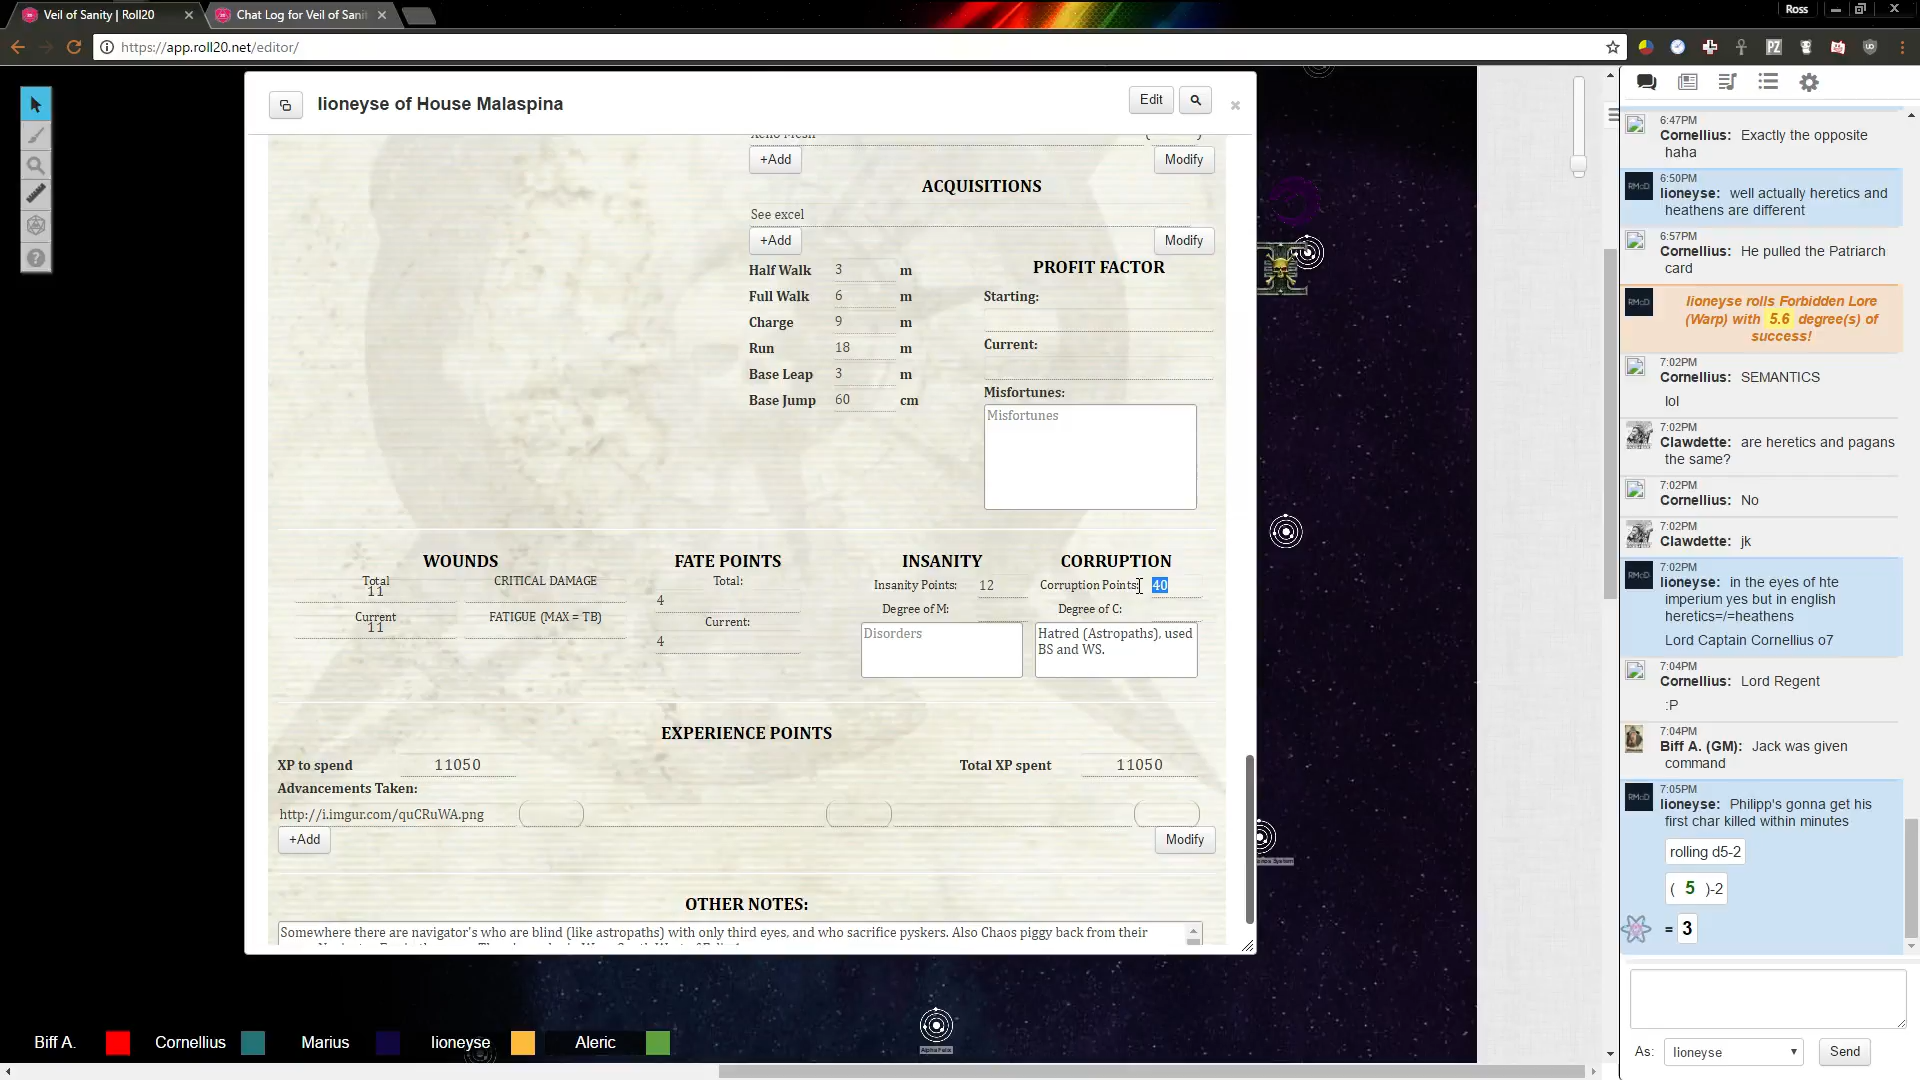 Veil of Sanity | Roll20
Chat Log for Veil of Sani
Ross
https://app.roll20.net/editor/
lioneyse of House Malaspina
Edit
Xeno Mesh
+Add
Modify
ACQUISITIONS
See excel
+Add
Modify
Half Walk 3 m
Full Walk 6 m
Charge 9 m
Run 18 m
Base Leap 3 m
Base Jump 60 cm
PROFIT FACTOR
Starting:
Current:
Misfortunes:
Misfortunes
WOUNDS
Total
11
CRITICAL DAMAGE
Current
11
FATIGUE (MAX = TB)
FATE POINTS
Total:
4
Current:
4
INSANITY
Insanity Points: 12
Degree of M:
Disorders
CORRUPTION
Corruption Points: 40
Degree of C:
Hatred (Astropaths), used
BS and WS.
EXPERIENCE POINTS
XP to spend 11050
Total XP spent 11050
Advancements Taken:
http://i.imgur.com/quCRuWA.png
+Add
Modify
OTHER NOTES:
Somewhere there are navigator's who are blind (like astropaths) with only third eyes, and who sacrifice pyskers. Also Chaos piggy back from their
6:47PM
Cornellius: Exactly the opposite
haha
6:50PM
lioneyse: well actually heretics and
heathens are different
6:57PM
Cornellius: He pulled the Patriarch
card
lioneyse rolls Forbidden Lore
(Warp) with 5.6 degree(s) of
success!
7:02PM
Cornellius: SEMANTICS
lol
7:02PM
Clawdette: are heretics and pagans
the same?
7:02PM
Cornellius: No
7:02PM
Clawdette: jk
7:02PM
lioneyse: in the eyes of hte
imperium yes but in english
heretics=/=heathens
Lord Captain Cornellius o7
7:04PM
Cornellius: Lord Regent
:P
7:04PM
Biff A. (GM): Jack was given
command
7:05PM
lioneyse: Philipp's gonna get his
first char killed within minutes
rolling d5-2
( 5 )-2
= 3
As: lioneyse
Send
Biff A.
Cornellius
Marius
lioneyse
Aleric